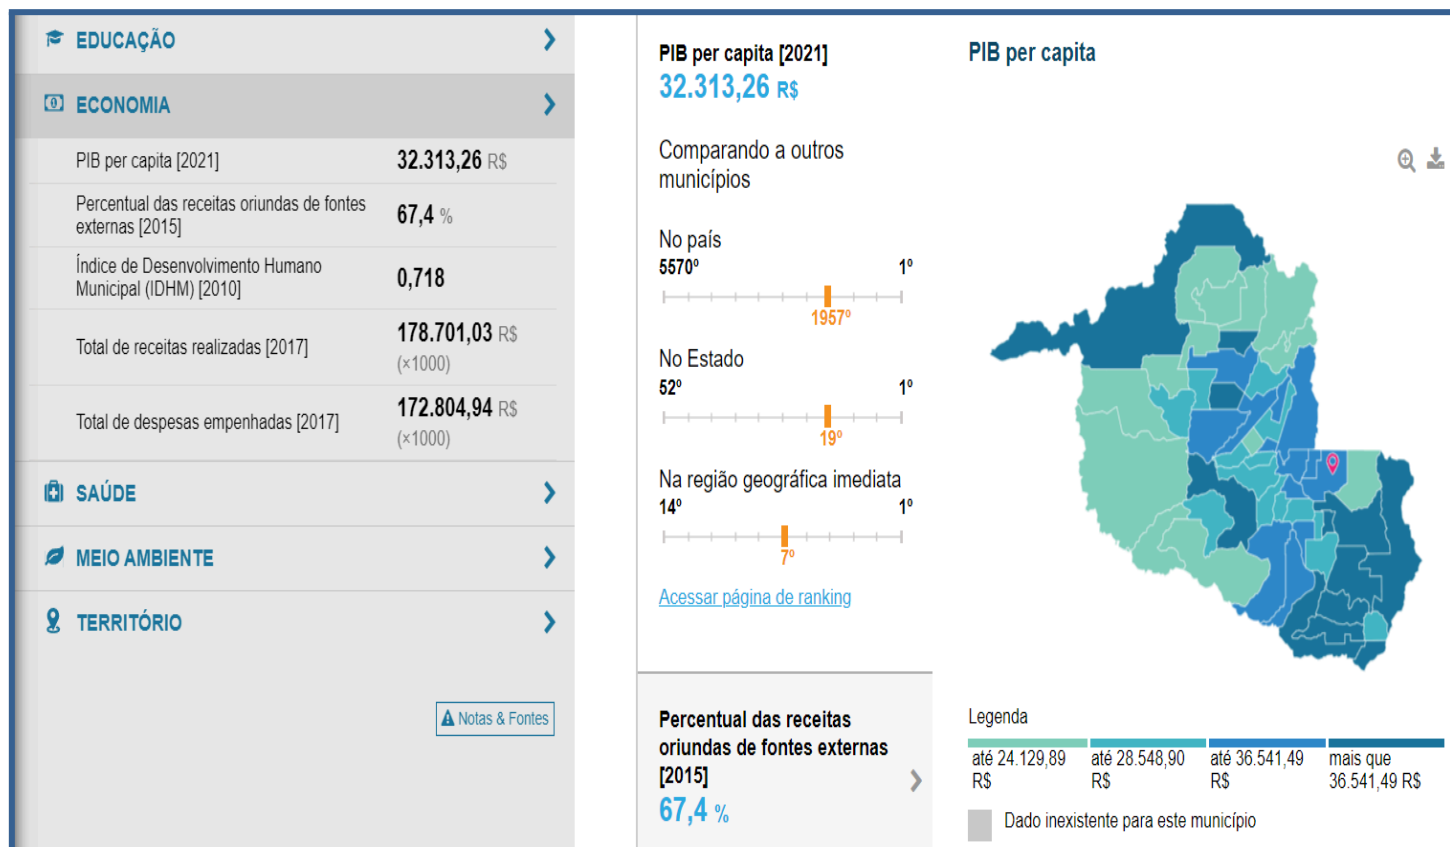 EDUCAÇÃO
ECONOMIA
PIB per capita [2021] 32.313,26 R$
Percentual das receitas oriundas de fontes
externas [2015] 67,4 %
Índice de Desenvolvimento Humano
Municipal (IDHM) [2010] 0,718
Total de receitas realizadas [2017] 178.701,03 R$
(×1000)
Total de despesas empenhadas [2017] 172.804,94 R$
(×1000)
SAÚDE
MEIO AMBIENTE
TERRITÓRIO
Notas & Fontes
PIB per capita [2021]
32.313,26 R$
Comparando a outros
municípios
No país
5570º 1º
1957º
No Estado
52º 1º
19º
Na região geográfica imediata
14º 1º
7º
Acessar página de ranking
Percentual das receitas
oriundas de fontes externas
[2015]
67,4 %
PIB per capita
Legenda
até 24.129,89 R$
até 28.548,90 R$
até 36.541,49 R$
mais que 36.541,49 R$
Dado inexistente para este município